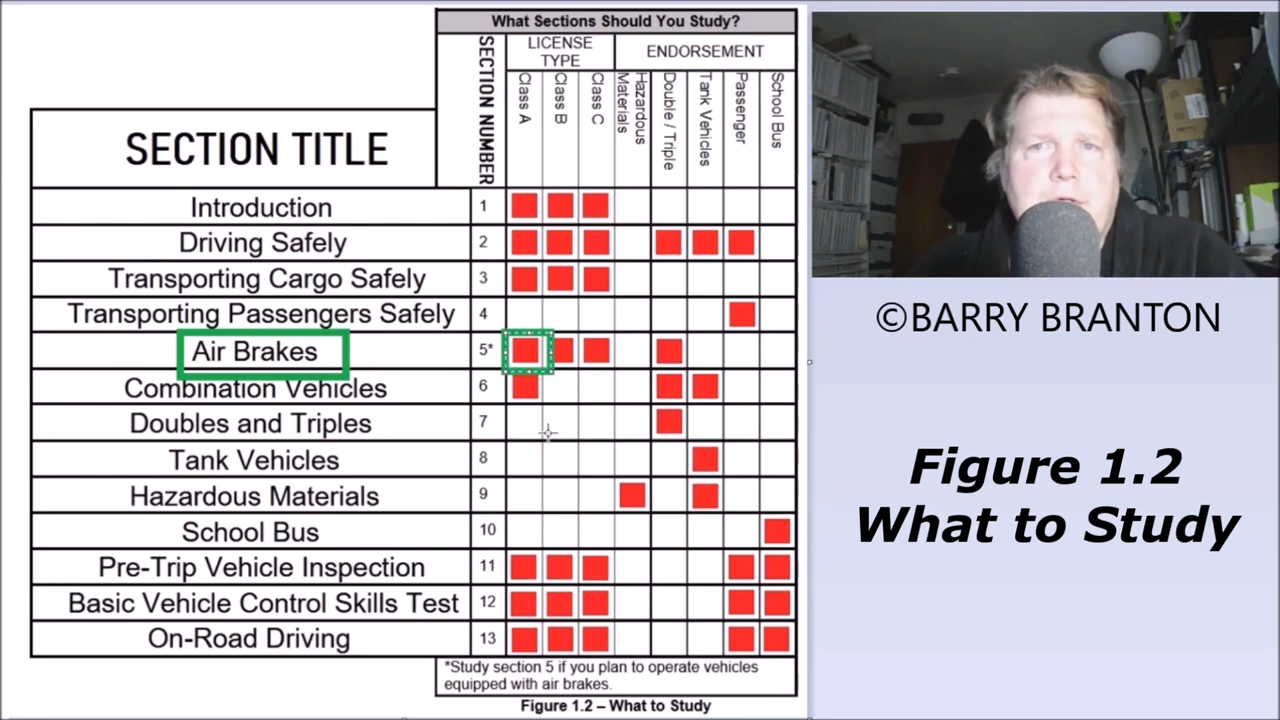 What Sections Should You Study?
SECTION NUMBER
LICENSE
TYPE
ENDORSEMENT
Class A
Class B
Class C
Hazardous
Materials
Double / Triple
Tank Vehicles
Passenger
School Bus
SECTION TITLE
Introduction 1
Driving Safely 2
Transporting Cargo Safely 3
Transporting Passengers Safely 4
Air Brakes 5*
Combination Vehicles 6
Doubles and Triples 7
Tank Vehicles 8
Hazardous Materials 9
School Bus 10
Pre-Trip Vehicle Inspection 11
Basic Vehicle Control Skills Test 12
On-Road Driving 13
*Study section 5 if you plan to operate vehicles
equipped with air brakes.
Figure 1.2 – What to Study
©BARRY BRANTON
Figure 1.2
What to Study